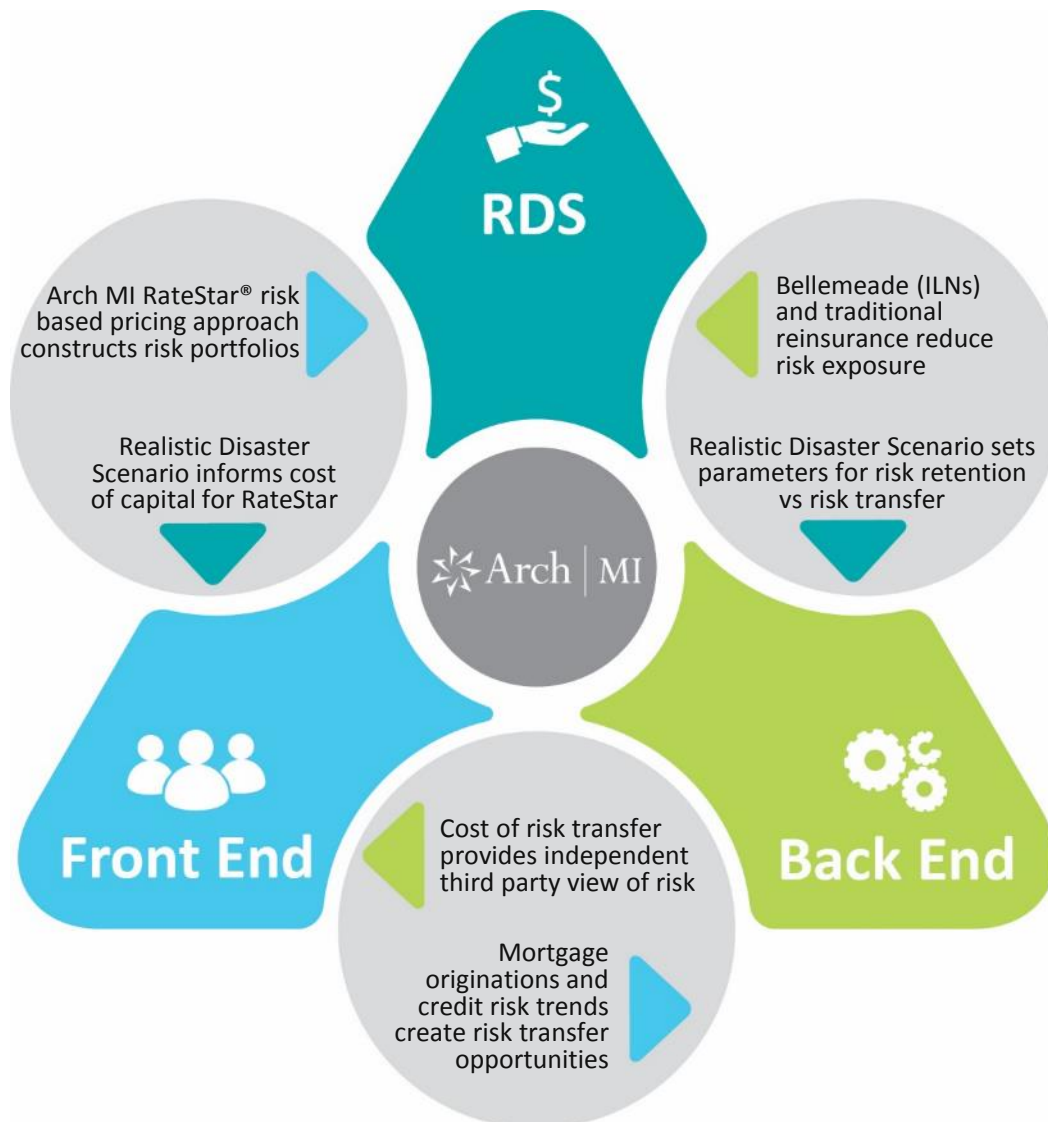 $
RDS
Arch MI RateStar® risk
based pricing approach
constructs risk portfolios
Realistic Disaster
Scenario informs cost
of capital for RateStar
Bellemeade (ILNs)
and traditional
reinsurance reduce
risk exposure
Realistic Disaster Scenario sets
parameters for risk retention
vs risk transfer
Arch | MI
Front End
Back End
Cost of risk transfer
provides independent
third party view of risk
Mortgage
originations and
credit risk trends
create risk transfer
opportunities